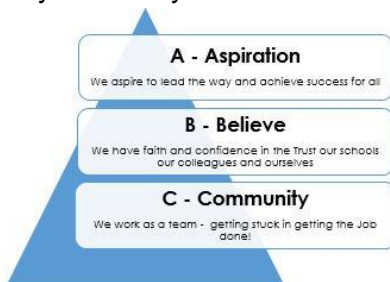 A - Aspiration
We aspire to lead the way and achieve success for all
B - Believe
We have faith and confidence in the Trust our schools
our colleagues and ourselves
C - Community
We work as a team - getting stuck in getting the Job
done!